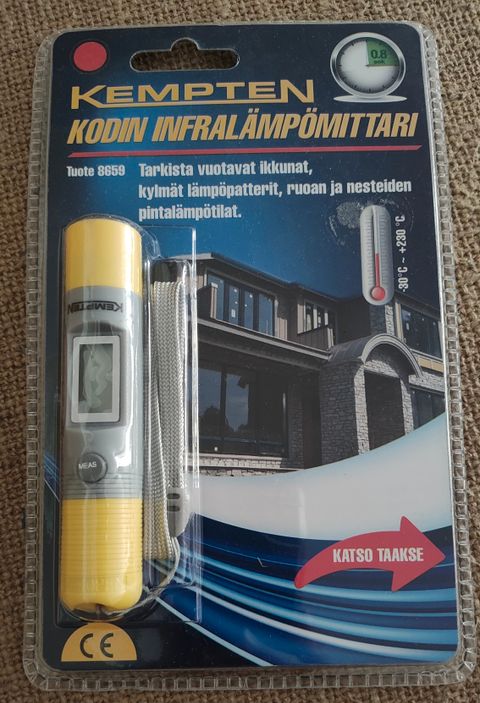 0.8
sek
KEMPTEN
KODIN INFRALÄMPÖMITTARI
Tuote 8659
Tarkista vuotavat ikkunat,
kylmät lämpöpatterit, ruoan ja nesteiden
pintalämpötilat.
-30°C ~ +230 °C
KEMPTEN
MEAS
KATSO TAAKSE
CE